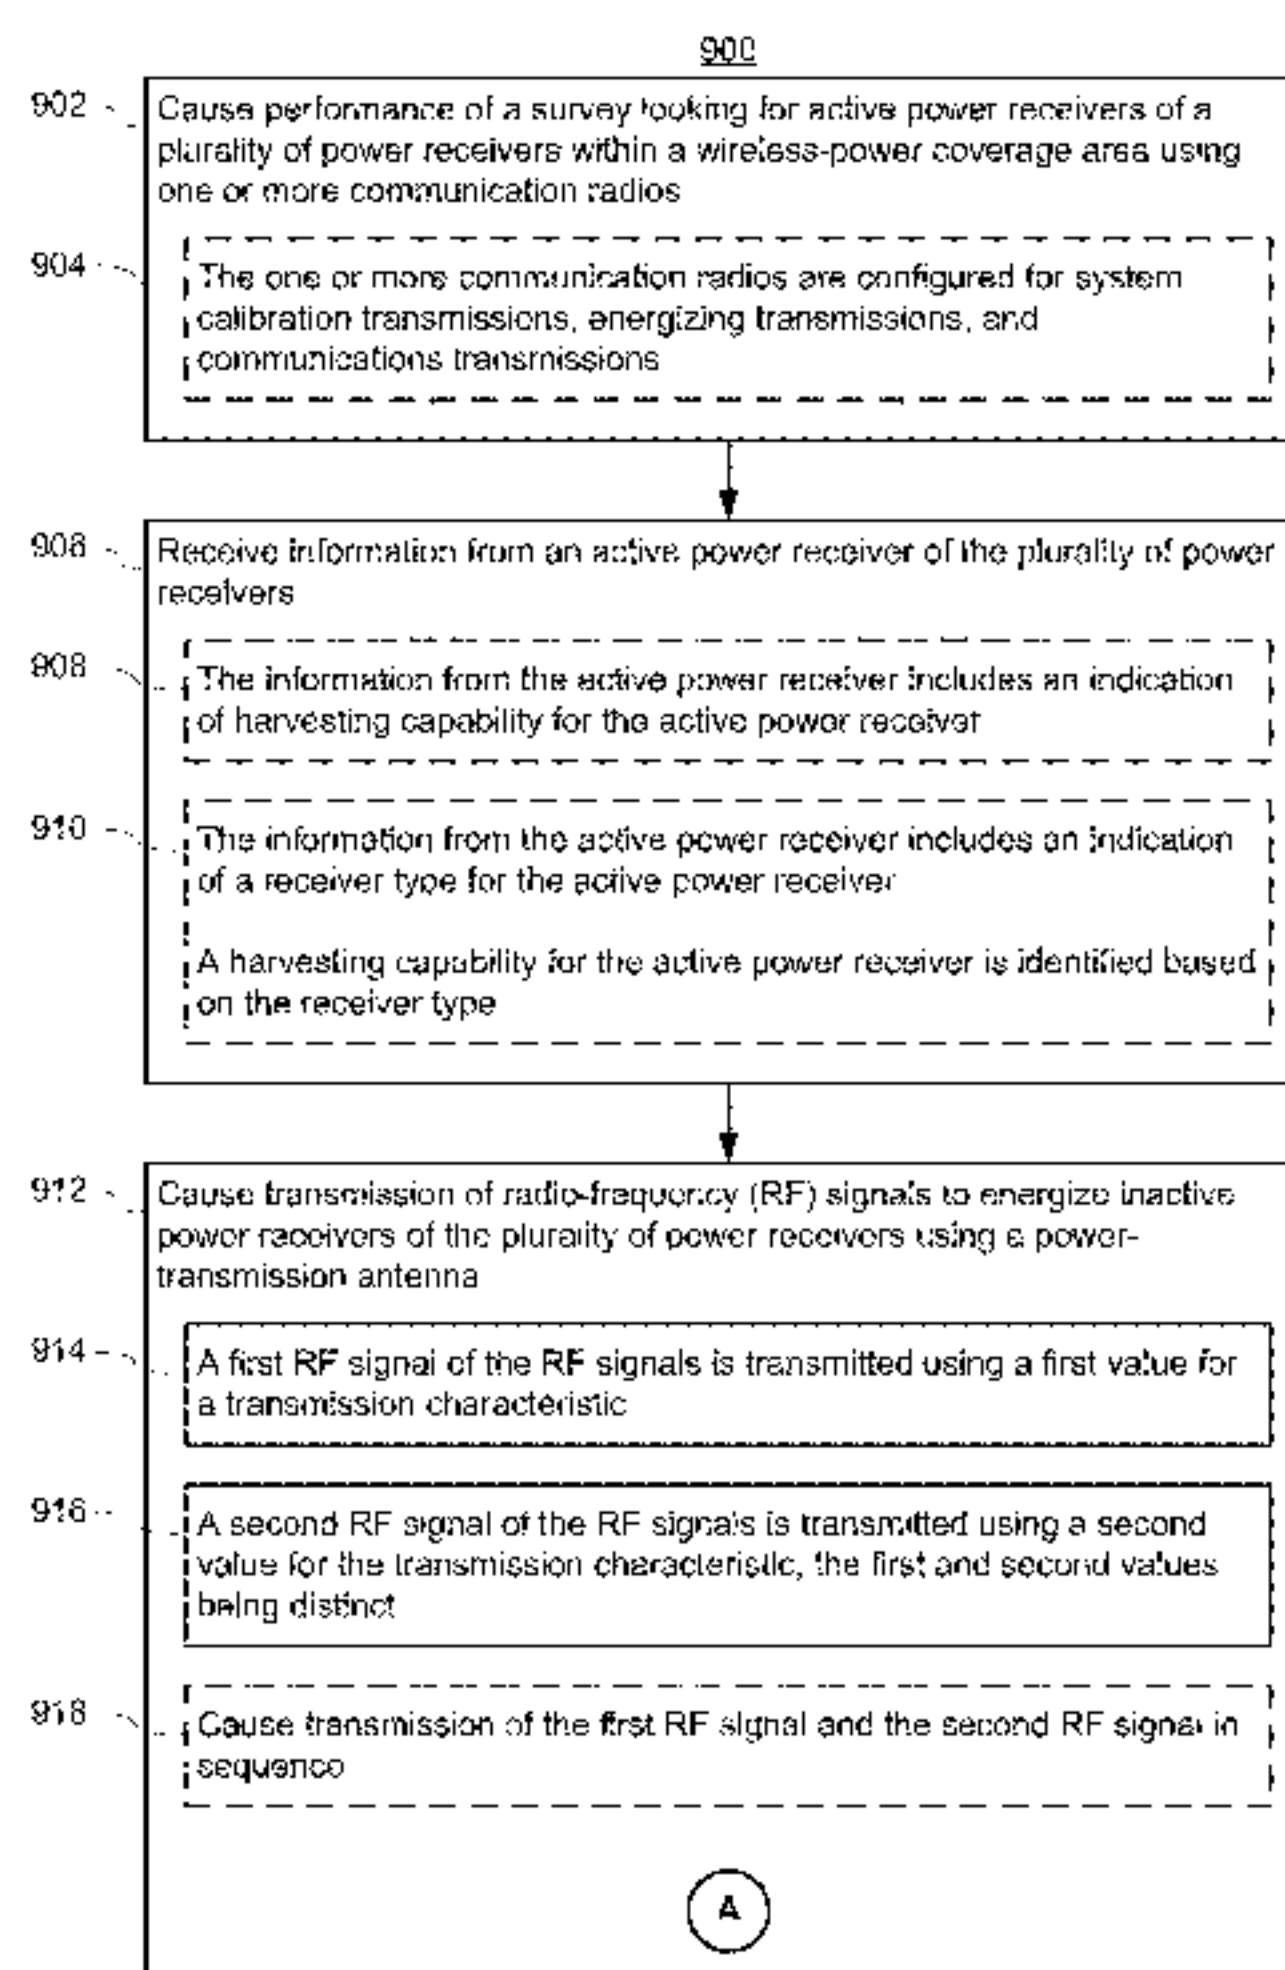 900
902
Cause performance of a survey looking for active power receivers of a
plurality of power receivers within a wireless-power coverage area using
one or more communication radios
904
The one or more communication radios are configured for system
calibration transmissions, energizing transmissions, and
communications transmissions
906
Receive information from an active power receiver of the plurality of power
receivers
908
The information from the active power receiver includes an indication
of harvesting capability for the active power receiver
910
The information from the active power receiver includes an indication
of a receiver type for the active power receiver
A harvesting capability for the active power receiver is identified based
on the receiver type
912
Cause transmission of radio-frequency (RF) signals to energize inactive
power receivers of the plurality of power receivers using a power-
transmission antenna
914
A first RF signal of the RF signals is transmitted using a first value for
a transmission characteristic
916
A second RF signal of the RF signals is transmitted using a second
value for the transmission characteristic, the first and second values
being distinct
918
Cause transmission of the first RF signal and the second RF signal in
sequence
A